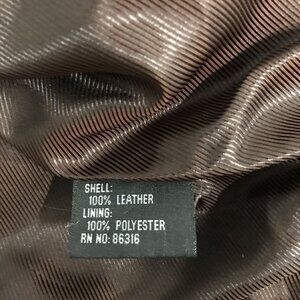 SHELL:
100% LEATHER
LINING:
100% POLYESTER
RN NO: 86316